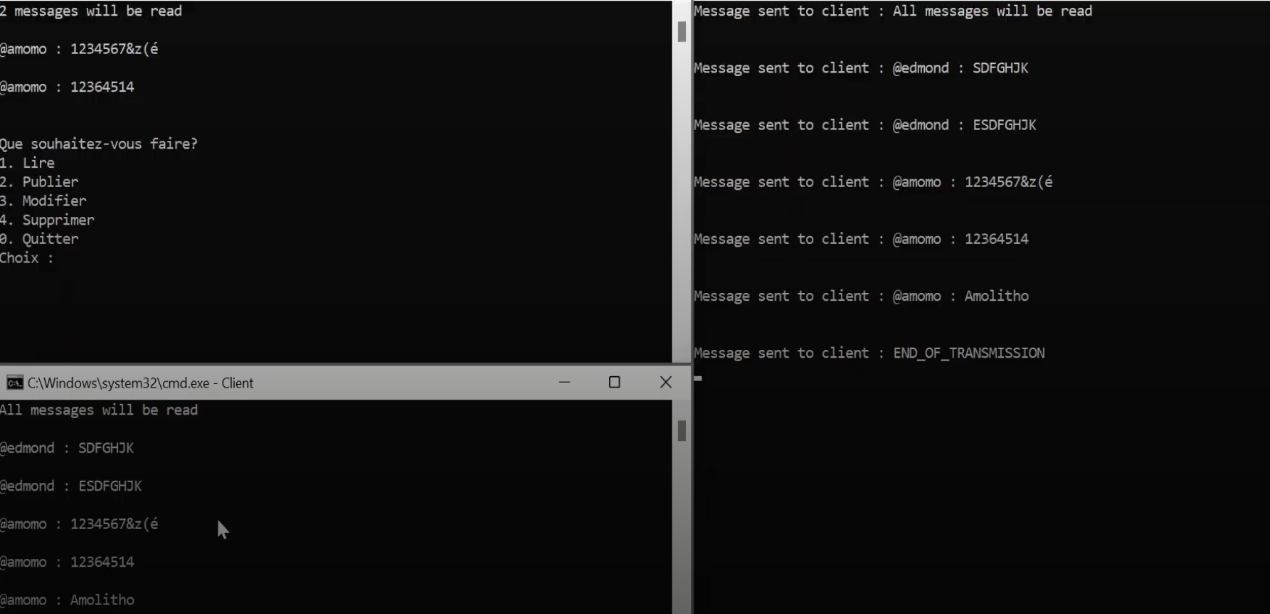 2 messages will be read
@amomo : 1234567&z(é
@amomo : 12364514
Que souhaitez-vous faire?
1. Lire
2. Publier
3. Modifier
4. Supprimer
0. Quitter
Choix :
C:\Windows\system32\cmd.exe - Client
All messages will be read
@edmond : SDFGHJK
@edmond : ESDFGHJK
@amomo : 1234567&z(é
@amomo : 12364514
@amomo : Amolitho
Message sent to client : All messages will be read
Message sent to client : @edmond : SDFGHJK
Message sent to client : @edmond : ESDFGHJK
Message sent to client : @amomo : 1234567&z(é
Message sent to client : @amomo : 12364514
Message sent to client : @amomo : Amolitho
Message sent to client : END_OF_TRANSMISSION